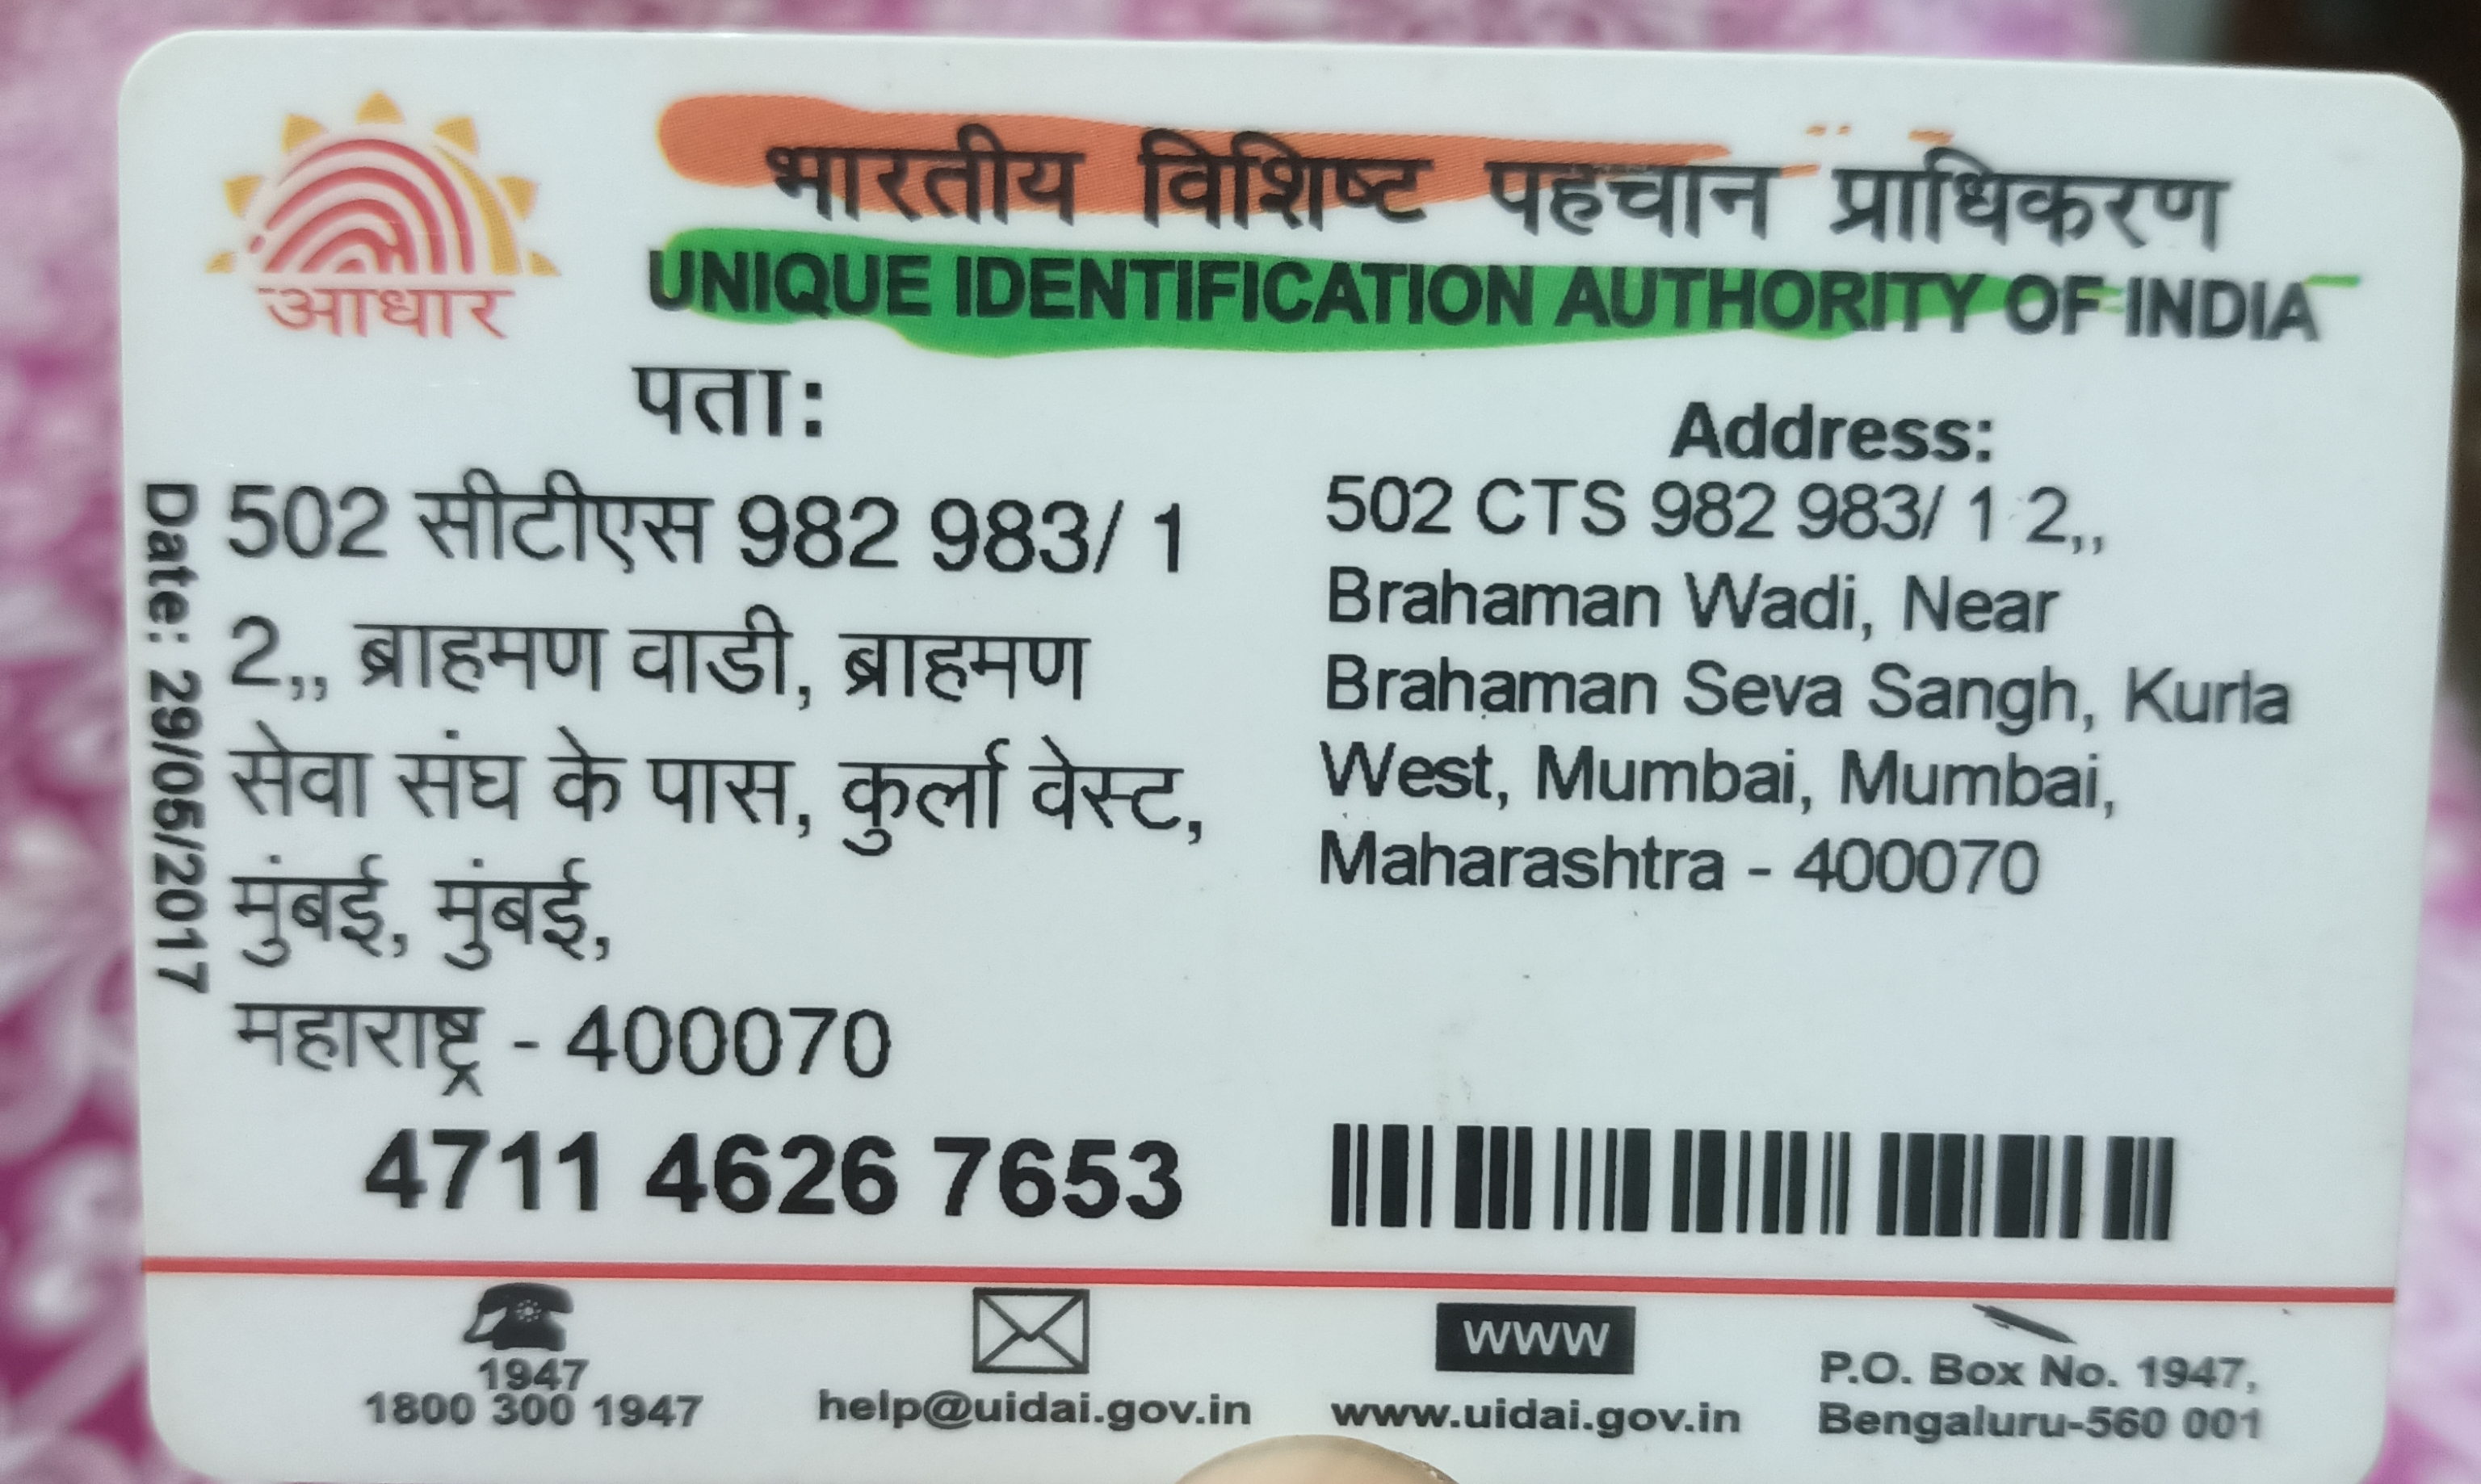 आधार
भारतीय विशिष्ट पहचान प्राधिकरण
UNIQUE IDENTIFICATION AUTHORITY OF INDIA
Date: 29/05/2017
पता:
502 सीटीएस 982 983/ 1
2,, ब्राहमण वाडी, ब्राहमण
सेवा संघ के पास, कुर्ला वेस्ट,
मुंबई, मुंबई,
महाराष्ट्र - 400070
Address:
502 CTS 982 983/ 1 2,,
Brahaman Wadi, Near
Brahaman Seva Sangh, Kurla
West, Mumbai, Mumbai,
Maharashtra - 400070
4711 4626 7653
1947
1800 300 1947
help@uidai.gov.in
WWW
www.uidai.gov.in
P.O. Box No. 1947,
Bengaluru-560 001